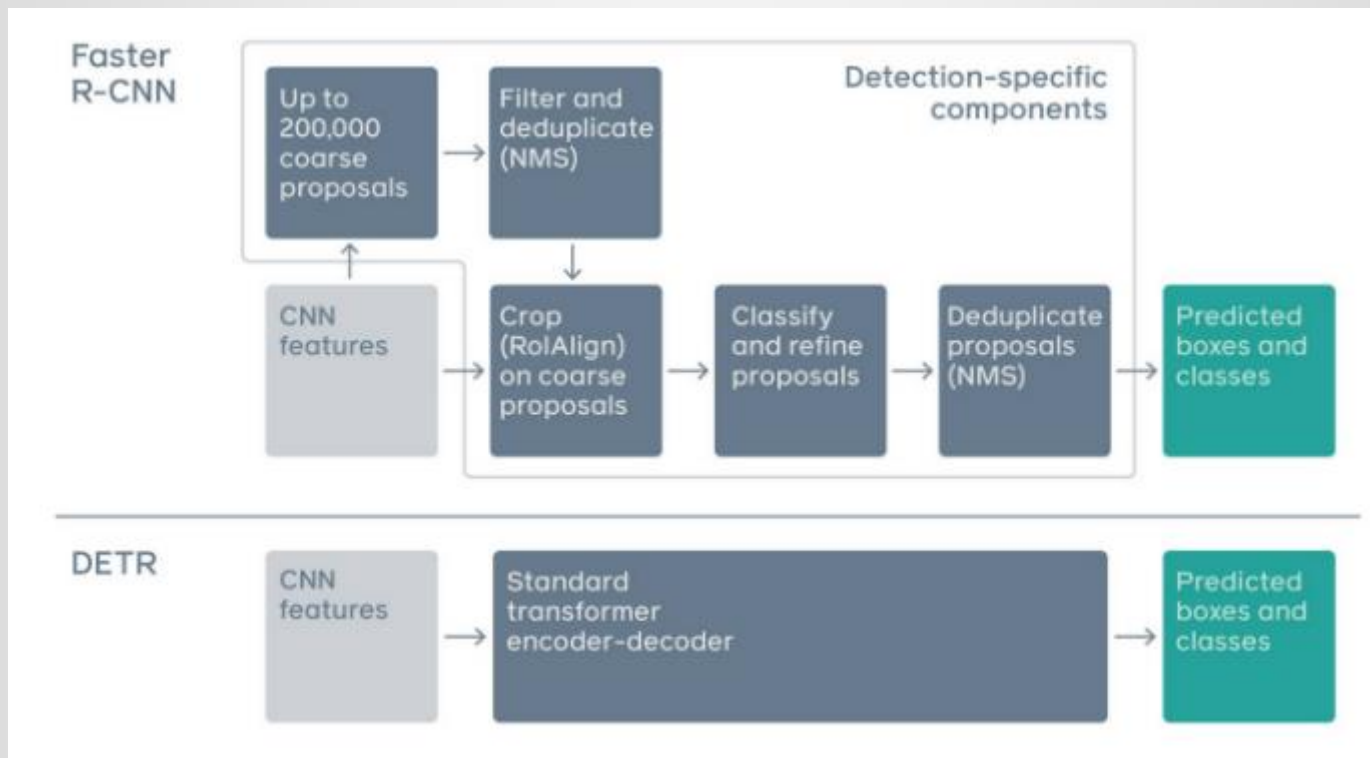 Faster
R-CNN
Detection-specific
components
Up to
200,000
coarse
proposals
Filter and
deduplicate
(NMS)
CNN
features
Crop
(RoIAlign)
on coarse
proposals
Classify
and refine
proposals
Deduplicate
proposals
(NMS)
Predicted
boxes and
classes
DETR
CNN
features
Standard
transformer
encoder-decoder
Predicted
boxes and
classes